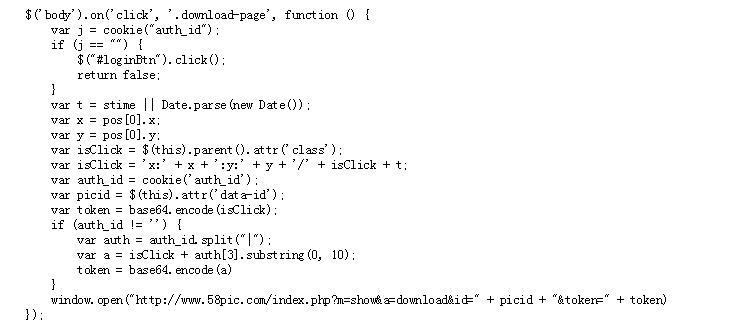 $('body').on('click', '.download-page', function () {
    var j = cookie("auth_id");
    if (j == "") {
        $("#loginBtn").click();
        return false;
    }
    var t = stime || Date.parse(new Date());
    var x = pos[0].x;
    var y = pos[0].y;
    var isClick = $(this).parent().attr('class');
    var isClick = 'x:' + x + ':y:' + y + '/' + isClick + t;
    var auth_id = cookie('auth_id');
    var picid = $(this).attr('data-id');
    var token = base64.encode(isClick);
    if (auth_id != '') {
        var auth = auth_id.split("|");
        var a = isClick + auth[3].substring(0, 10);
        token = base64.encode(a)
    }
    window.open("http://www.58pic.com/index.php?m=show&a=download&id=" + picid + "&token=" + token)
});